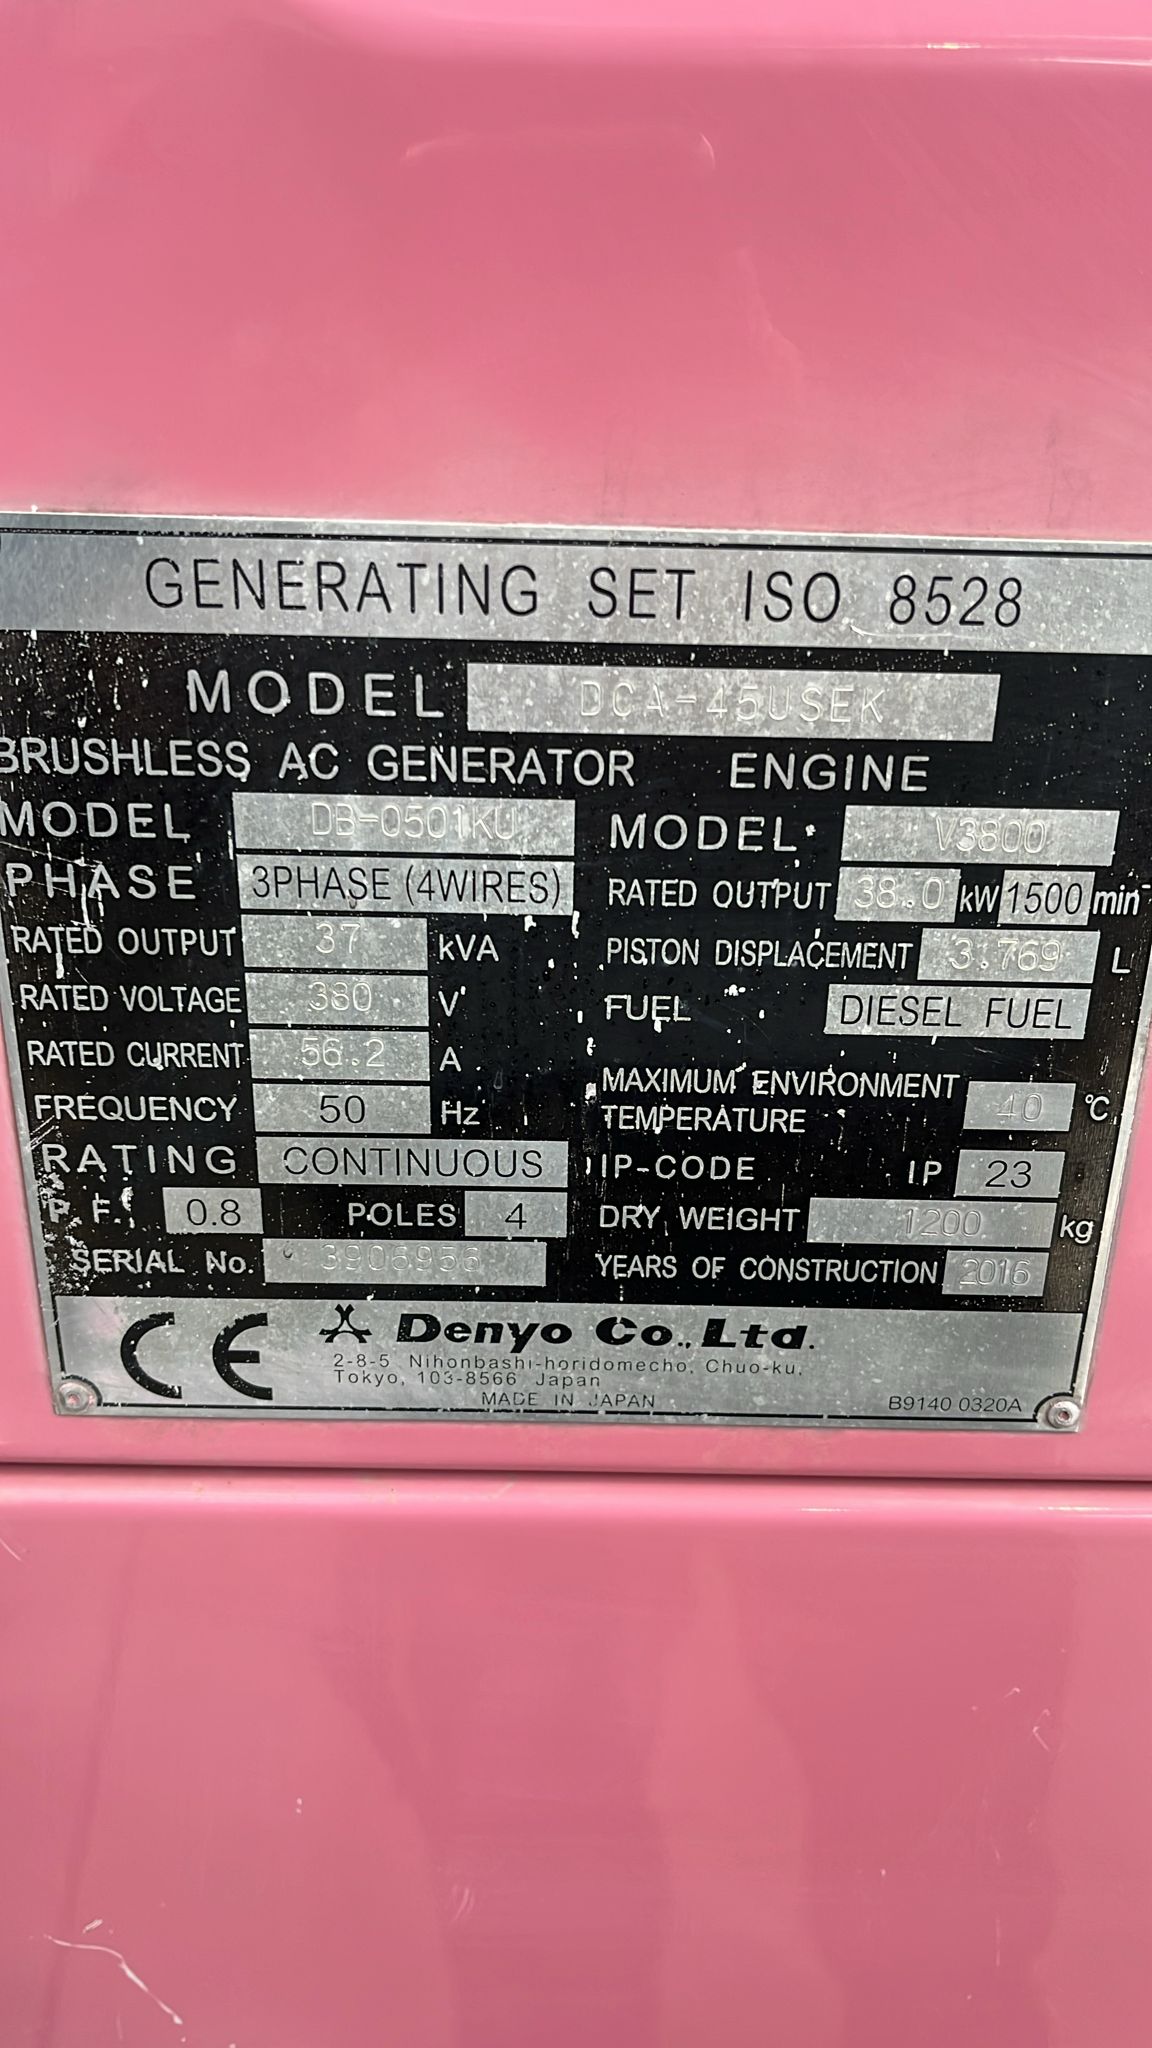 GENERATING SET ISO 8528
MODEL DCA-45USEK
BRUSHLESS AC GENERATOR
MODEL DB-0501KU
PHASE 3PHASE (4WIRES)
RATED OUTPUT 37 kVA
RATED VOLTAGE 380 V
RATED CURRENT 56.2 A
FREQUENCY 50 Hz
RATING CONTINUOUS
P. F. 0.8 POLES 4
SERIAL No. 3906956
ENGINE
MODEL V3800
RATED OUTPUT 38.0 kW 1500 min⁻
PISTON DISPLACEMENT 3.769 L
FUEL DIESEL FUEL
MAXIMUM ENVIRONMENT
TEMPERATURE 40 °C
IP-CODE IP 23
DRY WEIGHT 1200 kg
YEARS OF CONSTRUCTION 2016
CE Denyo Co., Ltd.
2-8-5 Nihonbashi-horidomecho, Chuo-ku,
Tokyo, 103-8566 Japan
MADE IN JAPAN
B9140 0320A